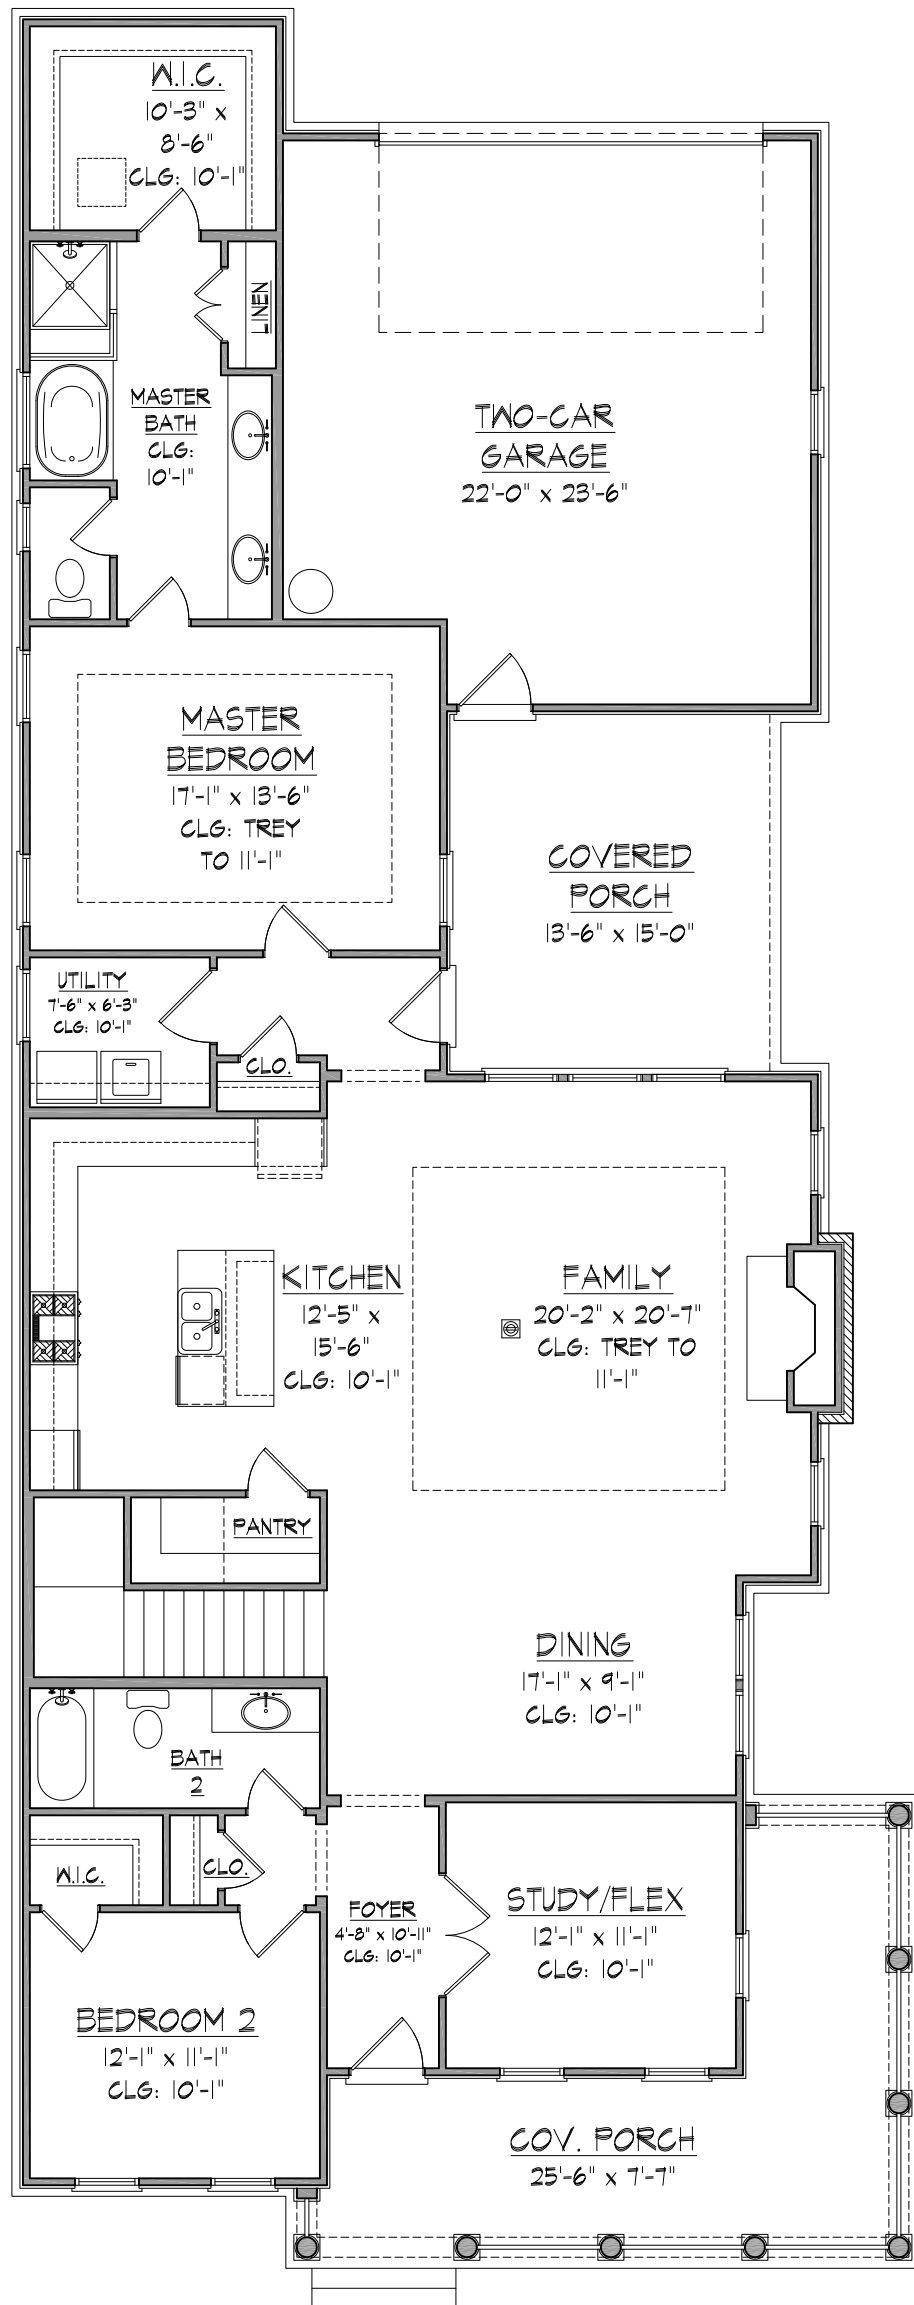 W.I.C.
10'-3" x
8'-6"
CLG: 10'-1"
LINEN
MASTER
BATH
CLG:
10'-1"
TWO-CAR
GARAGE
22'-0" x 23'-6"
MASTER
BEDROOM
17'-1" x 13'-6"
CLG: TREY
TO 11'-1"
COVERED
PORCH
13'-6" x 15'-0"
UTILITY
7'-6" x 6'-3"
CLG: 10'-1"
CLO.
KITCHEN
12'-5" x
15'-6"
CLG: 10'-1"
FAMILY
20'-2" x 20'-7"
CLG: TREY TO
11'-1"
PANTRY
DINING
17'-1" x 9'-1"
CLG: 10'-1"
BATH
2
W.I.C.
CLO.
FOYER
4'-8" x 10'-11"
CLG: 10'-1"
STUDY/FLEX
12'-1" x 11'-1"
CLG: 10'-1"
BEDROOM 2
12'-1" x 11'-1"
CLG: 10'-1"
COV. PORCH
25'-6" x 7'-7"